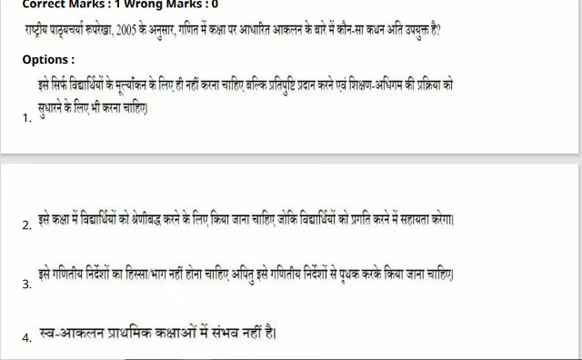 Correct Marks : 1 Wrong Marks : 0
राष्ट्रीय पाठ्यचर्या रूपरेखा, 2005 के अनुसार, गणित में कक्षा पर आधारित आकलन के बारे में कौन-सा कथन अति उपयुक्त है?
Options :
इसे सिर्फ विद्यार्थियों के मूल्याँकन के लिए ही नहीं करना चाहिए बल्कि प्रतिपुष्टि प्रदान करने एवं शिक्षण-अधिगम की प्रक्रिया को
1. सुधारने के लिए भी करना चाहिए।
2. इसे कक्षा में विद्यार्थियों को श्रेणीबद्ध करने के लिए किया जाना चाहिए जोकि विद्यार्थियों को प्रगति करने में सहायता करेगा।
3. इसे गणितीय निर्देशों का हिस्सा/भाग नहीं होना चाहिए अपितु इसे गणितीय निर्देशों से पृथक करके किया जाना चाहिए।
4. स्व-आकलन प्राथमिक कक्षाओं में संभव नहीं है।